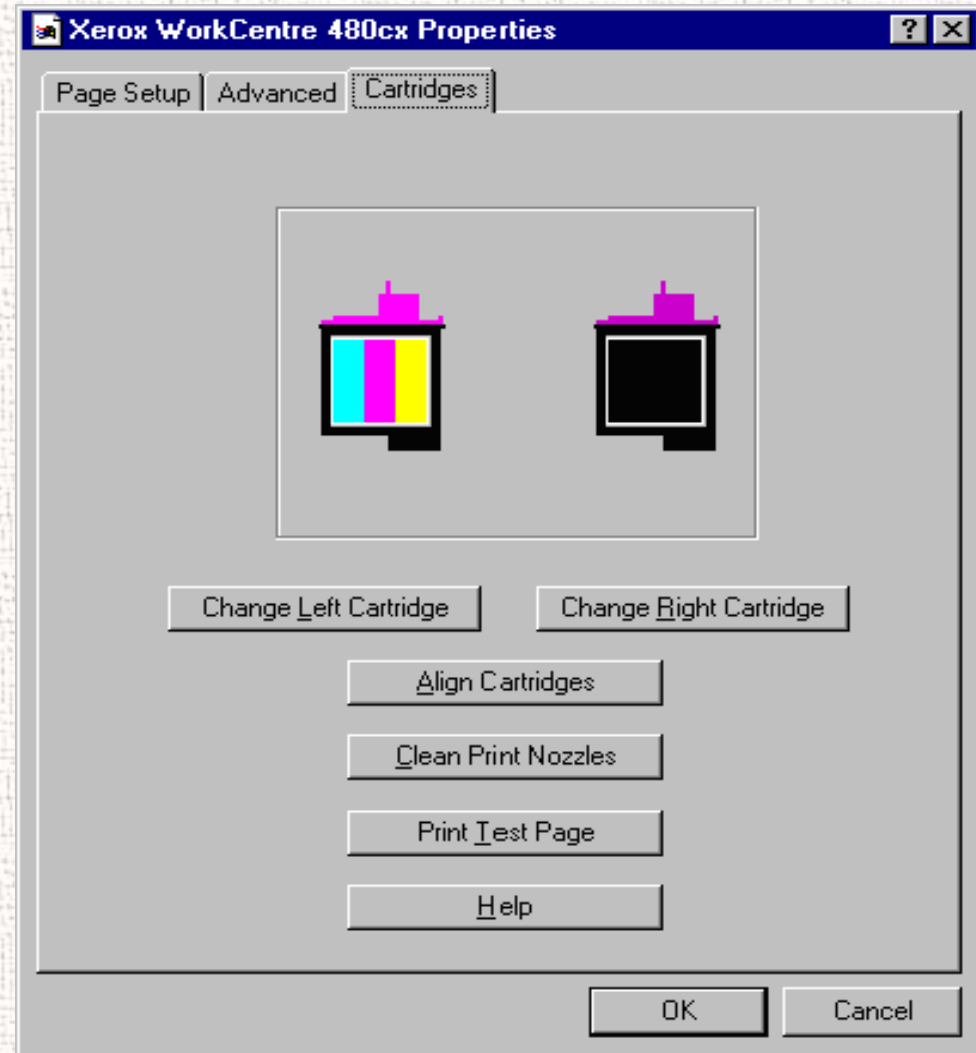 Xerox WorkCentre 480cx Properties
Page Setup Advanced Cartridges
Change Left Cartridge Change Right Cartridge
Align Cartridges
Clean Print Nozzles
Print Test Page
Help
OK Cancel